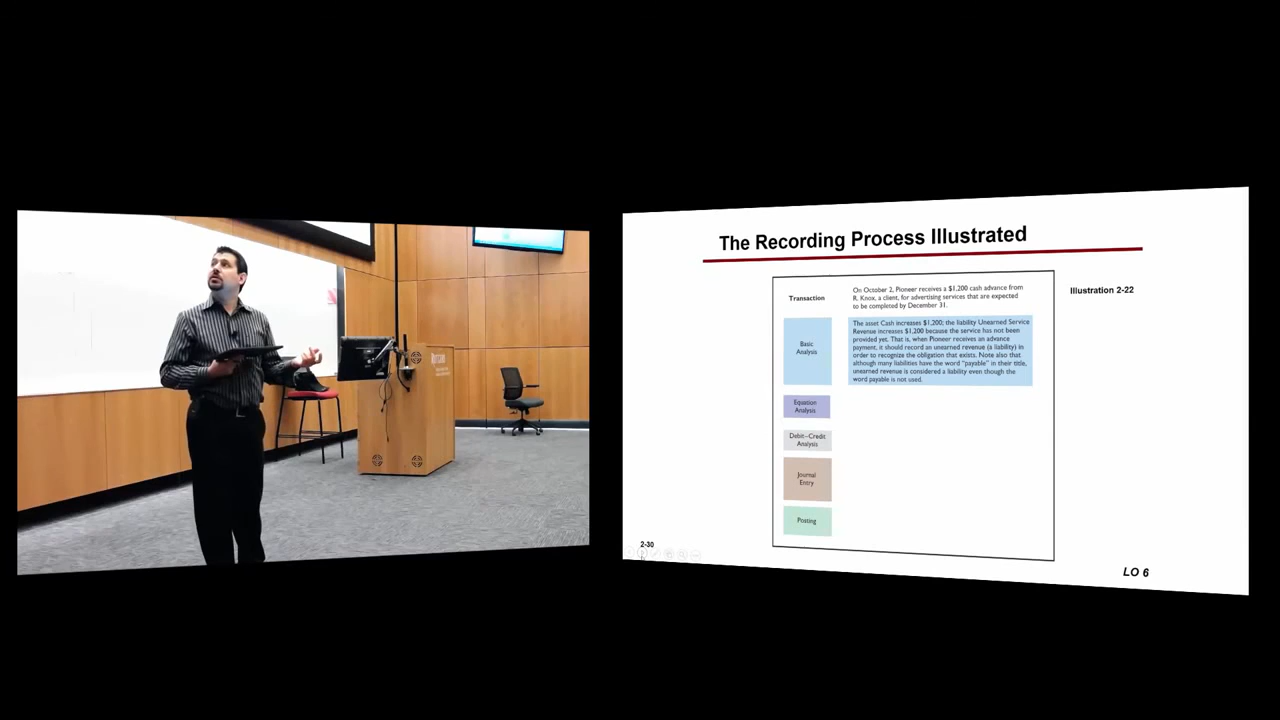 The Recording Process Illustrated
Transaction
On October 2, Pioneer receives a $1,200 cash advance from
R. Knox, a client, for advertising services that are expected
to be completed by December 31.
Illustration 2-22
Basic
Analysis
The asset Cash increases $1,200; the liability Unearned Service
Revenue increases $1,200 because the service has not been
provided yet. That is, when Pioneer receives an advance
payment, it should record an unearned revenue (a liability) in
order to recognize the obligation that exists. Note also that
although many liabilities have the word "payable" in their title,
unearned revenue is considered a liability even though the
word payable is not used.
Equation
Analysis
Debit–Credit
Analysis
Journal
Entry
Posting
2-30
LO 6